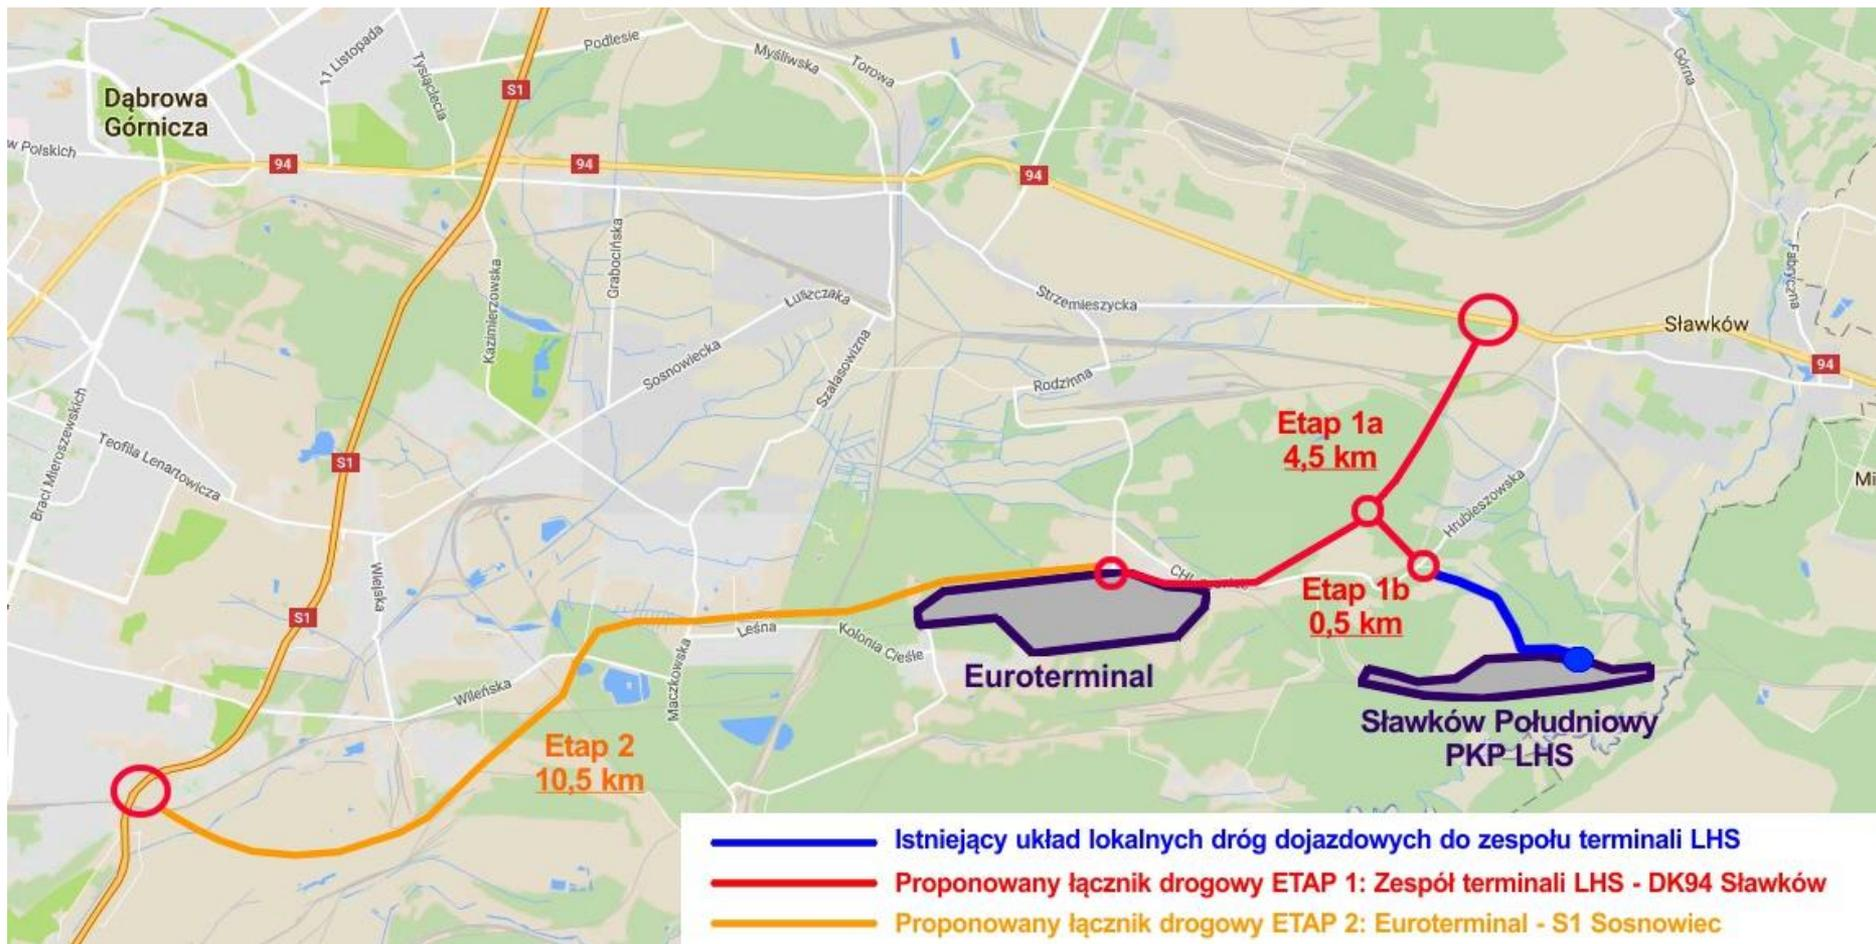 Podlesie
11 Listopada
Tysiąclecia
Myśliwska
Torowa
Górna
S1
Dąbrowa
Górnicza
w Polskich
94
94
94
Grabocińska
Kazimierzowska
Łuszczaka
Strzemieszycka
Fabryczna
Sławków
94
Sosnowiecka
Szałasowizna
Rodzinna
Braci Mieroszewskich
Teofila Lenartowicza
S1
Etap 1a
4,5 km
Hrubieszowska
Mi
Wiejska
S1
Etap 1b
0,5 km
Leśna
Kolonia Cieśle
Maczkowska
Wileńska
Euroterminal
Sławków Południowy
PKP LHS
Etap 2
10,5 km
Istniejący układ lokalnych dróg dojazdowych do zespołu terminali LHS
Proponowany łącznik drogowy ETAP 1: Zespół terminali LHS - DK94 Sławków
Proponowany łącznik drogowy ETAP 2: Euroterminal - S1 Sosnowiec